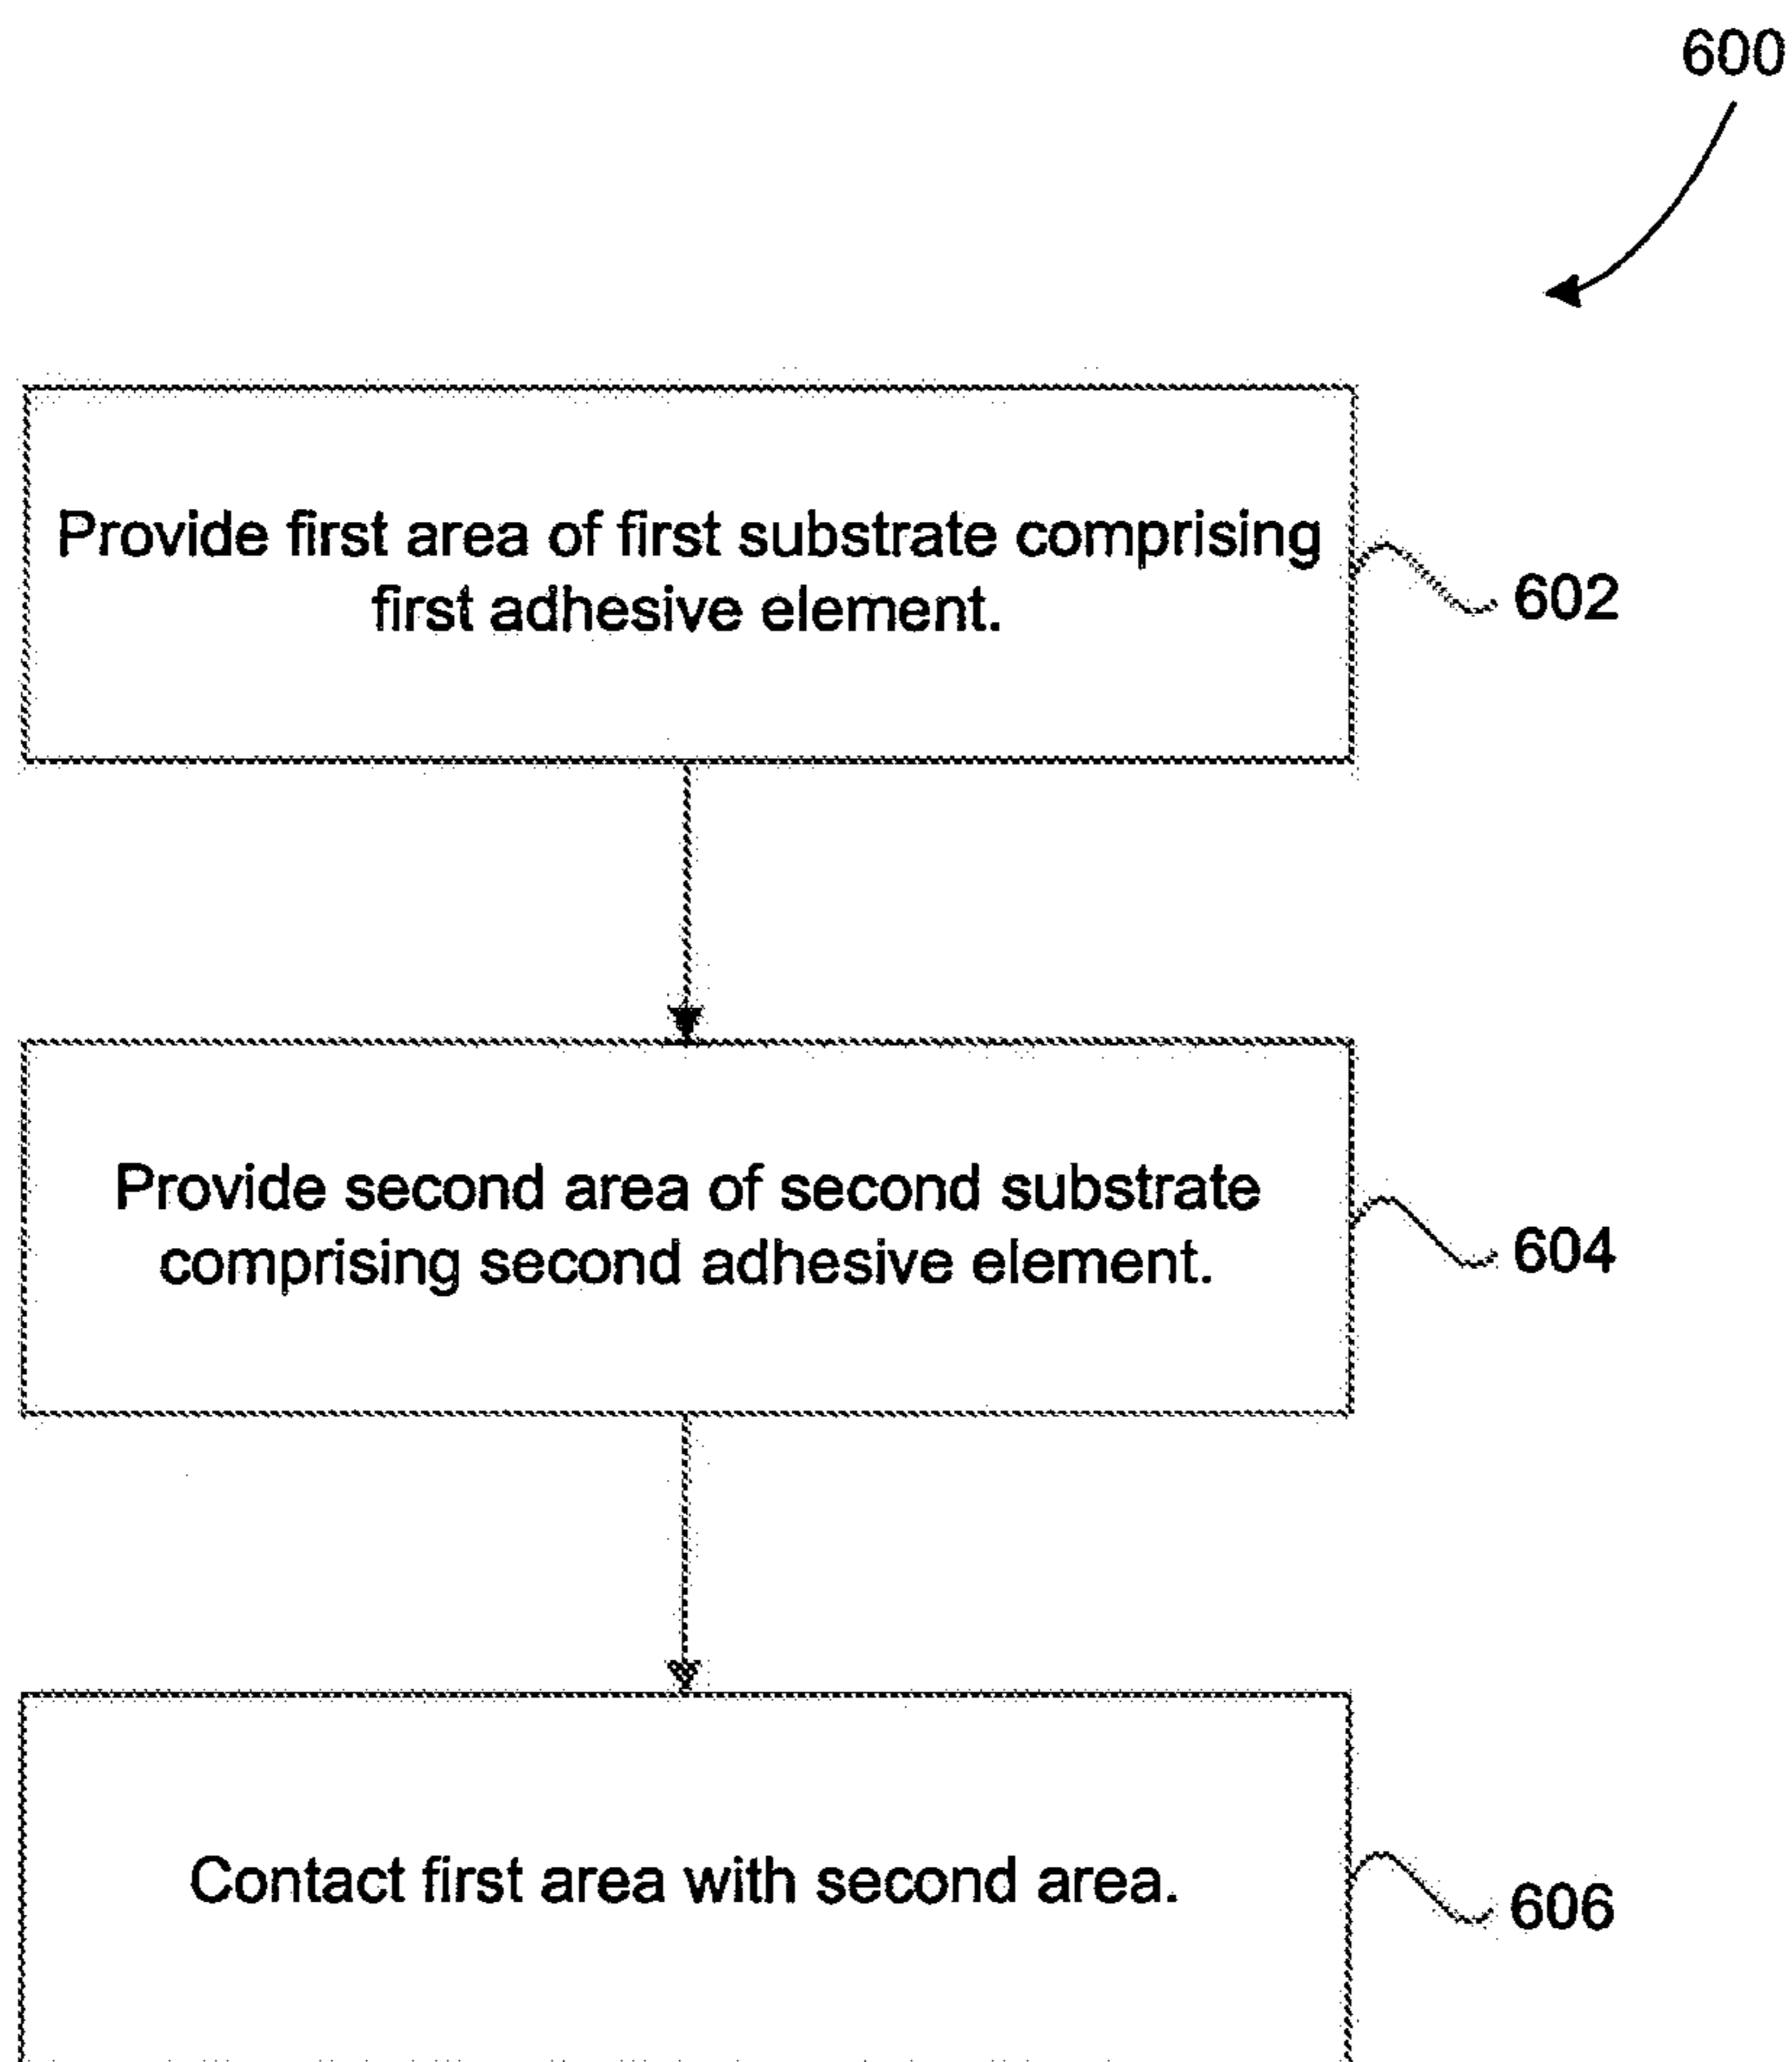 600
Provide first area of first substrate comprising
first adhesive element.
602
Provide second area of second substrate
comprising second adhesive element.
604
Contact first area with second area.
606